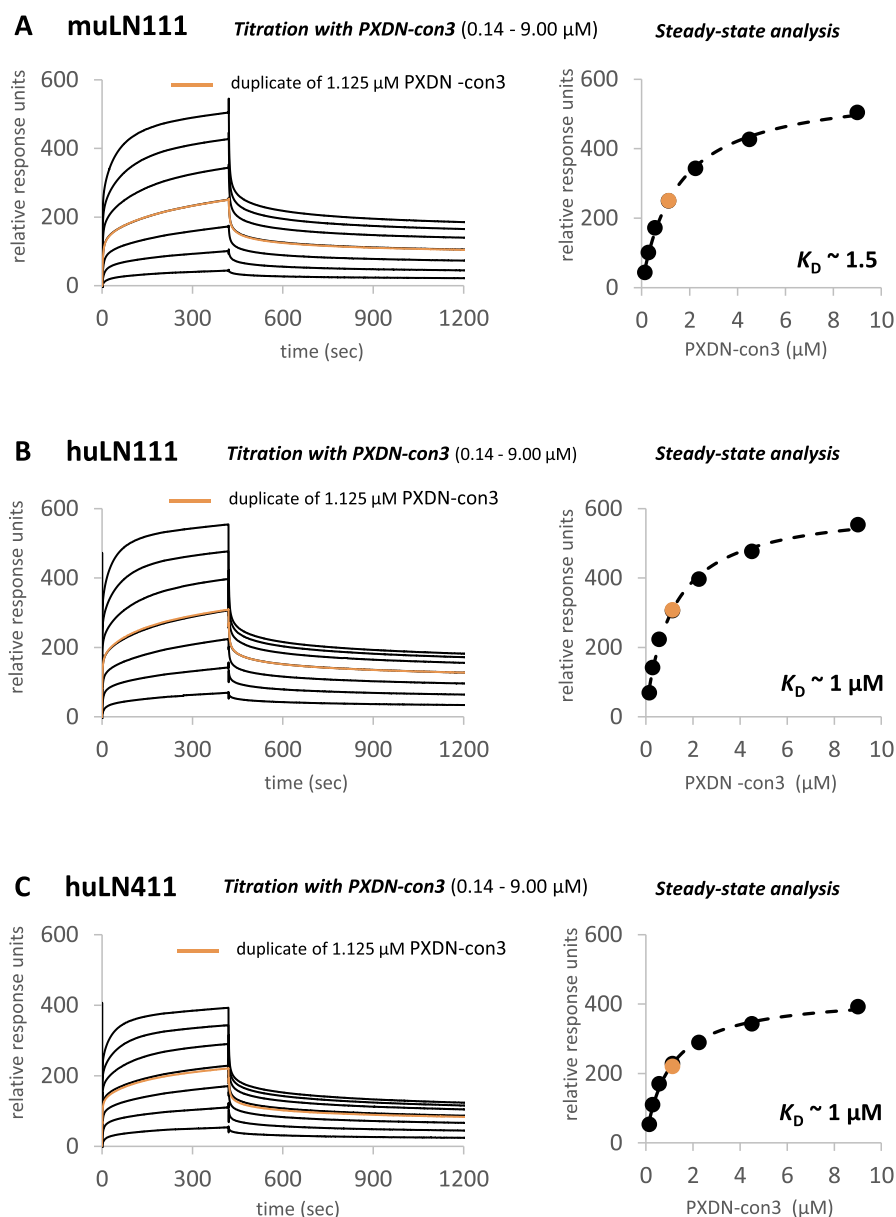 A muLN111 Titration with PXDN-con3 (0.14 - 9.00 µM) Steady-state analysis
duplicate of 1.125 µM PXDN -con3
relative response units
600
400
200
0
0 300 600 900 1200
time (sec)
relative response units
600
400
200
0
K_D ~ 1.5
0 2 4 6 8 10
PXDN-con3 (µM)
B huLN111 Titration with PXDN-con3 (0.14 - 9.00 µM) Steady-state analysis
duplicate of 1.125 µM PXDN-con3
relative response units
600
400
200
0
0 300 600 900 1200
time (sec)
relative response units
600
400
200
0
K_D ~ 1 µM
0 2 4 6 8 10
PXDN -con3 (µM)
C huLN411 Titration with PXDN-con3 (0.14 - 9.00 µM) Steady-state analysis
duplicate of 1.125 µM PXDN-con3
relative response units
600
400
200
0
0 300 600 900 1200
time (sec)
relative response units
600
400
200
0
K_D ~ 1 µM
0 2 4 6 8 10
PXDN-con3 (µM)